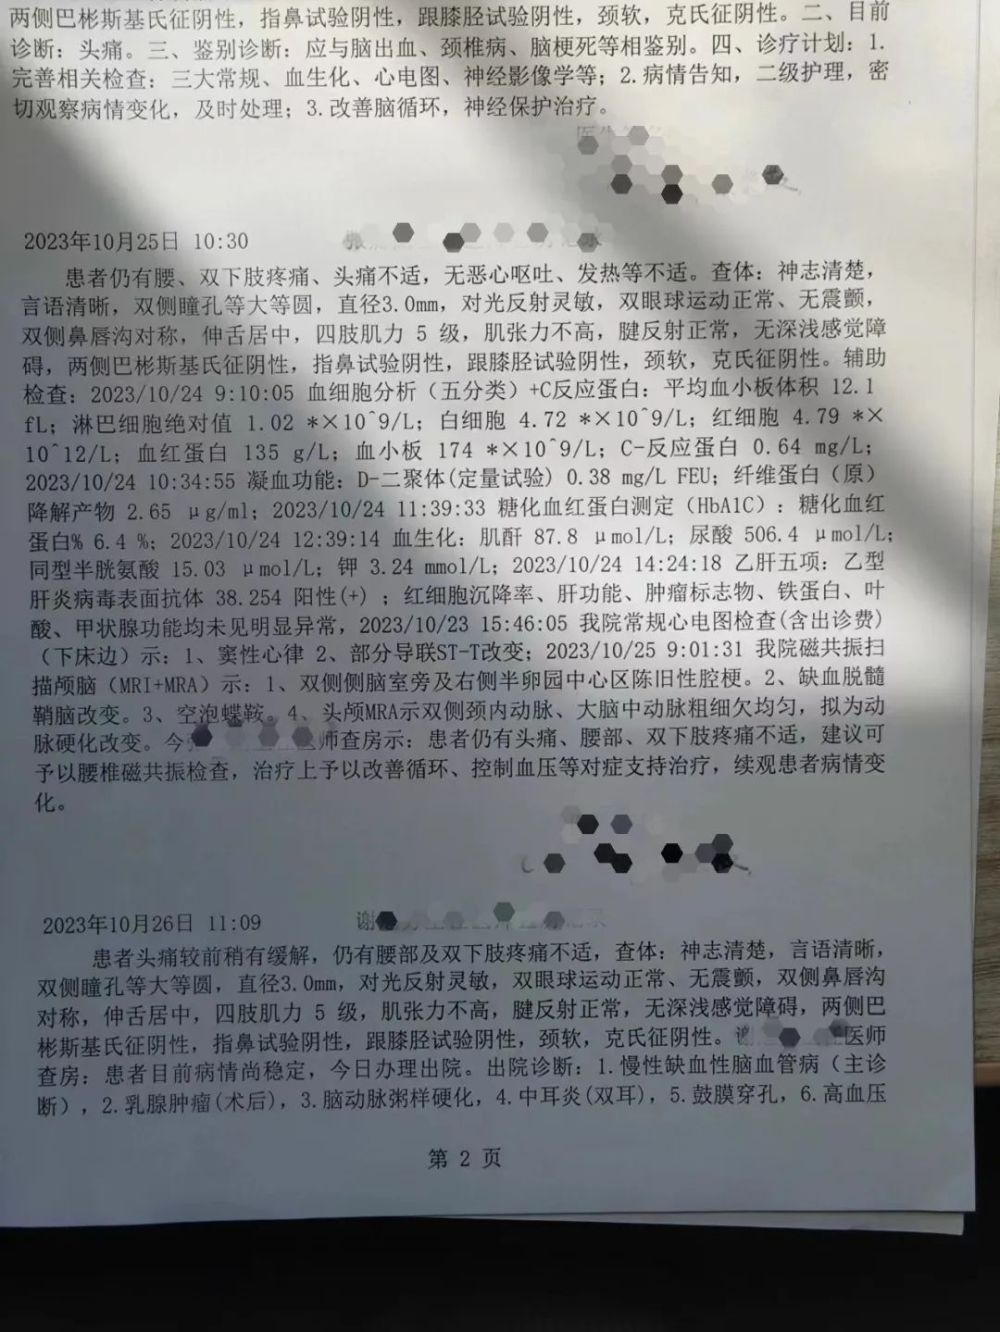 两侧巴彬斯基氏征阴性，指鼻试验阴性，跟膝胫试验阴性，颈软，克氏征阴性。二、目前
诊断：头痛。三、鉴别诊断：应与脑出血、颈椎病、脑梗死等相鉴别。四、诊疗计划：1.
完善相关检查：三大常规、血生化、心电图、神经影像学等；2.病情告知，二级护理，密
切观察病情变化，及时处理；3.改善脑循环，神经保护治疗。
2023年10月25日 10:30
患者仍有腰、双下肢疼痛、头痛不适，无恶心呕吐、发热等不适。查体：神志清楚，
言语清晰，双侧瞳孔等大等圆，直径3.0mm，对光反射灵敏，双眼球运动正常、无震颤，
双侧鼻唇沟对称，伸舌居中，四肢肌力 5 级，肌张力不高，腱反射正常，无深浅感觉障
碍，两侧巴彬斯基氏征阴性，指鼻试验阴性，跟膝胫试验阴性，颈软，克氏征阴性。辅助
检查：2023/10/24 9:10:05 血细胞分析（五分类）+C反应蛋白：平均血小板体积 12.1
fL；淋巴细胞绝对值 1.02 *×10^9/L；白细胞 4.72 *×10^9/L；红细胞 4.79 *×
10^12/L；血红蛋白 135 g/L；血小板 174 *×10^9/L；C-反应蛋白 0.64 mg/L；
2023/10/24 10:34:55 凝血功能：D-二聚体(定量试验) 0.38 mg/L FEU；纤维蛋白（原）
降解产物 2.65 μg/ml；2023/10/24 11:39:33 糖化血红蛋白测定（HbA1C）：糖化血红
蛋白% 6.4 %；2023/10/24 12:39:14 血生化：肌酐 87.8 μmol/L；尿酸 506.4 μmol/L；
同型半胱氨酸 15.03 μmol/L；钾 3.24 mmol/L；2023/10/24 14:24:18 乙肝五项：乙型
肝炎病毒表面抗体 38.254 阳性(+) ；红细胞沉降率、肝功能、肿瘤标志物、铁蛋白、叶
酸、甲状腺功能均未见明显异常，2023/10/23 15:46:05 我院常规心电图检查(含出诊费)
（下床边）示：1、窦性心律 2、部分导联ST-T改变；2023/10/25 9:01:31 我院磁共振扫
描颅脑（MRI+MRA）示：1、双侧侧脑室旁及右侧半卵园中心区陈旧性腔梗。2、缺血脱髓
鞘脑改变。3、空泡蝶鞍。4、头颅MRA示双侧颈内动脉、大脑中动脉粗细欠均匀，拟为动
脉硬化改变。今 师查房示：患者仍有头痛、腰部、双下肢疼痛不适，建议可
予以腰椎磁共振检查，治疗上予以改善循环、控制血压等对症支持治疗，续观患者病情变
化。
2023年10月26日 11:09 谢
患者头痛较前稍有缓解，仍有腰部及双下肢疼痛不适，查体：神志清楚，言语清晰，
双侧瞳孔等大等圆，直径3.0mm，对光反射灵敏，双眼球运动正常、无震颤，双侧鼻唇沟
对称，伸舌居中，四肢肌力 5 级，肌张力不高，腱反射正常，无深浅感觉障碍，两侧巴
彬斯基氏征阴性，指鼻试验阴性，跟膝胫试验阴性，颈软，克氏征阴性。 医师
查房：患者目前病情尚稳定，今日办理出院。出院诊断：1.慢性缺血性脑血管病（主诊
断），2.乳腺肿瘤(术后)，3.脑动脉粥样硬化，4.中耳炎(双耳)，5.鼓膜穿孔，6.高血压
第 2 页